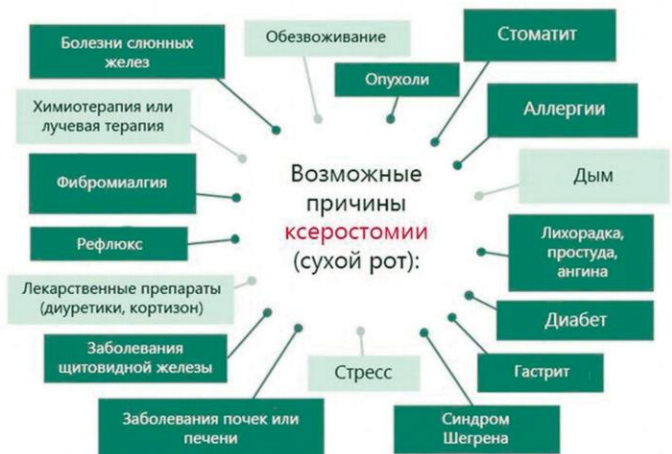 Возможные
причины
ксеростомии
(сухой рот):
Болезни слюнных
желез
Обезвоживание
Опухоли
Стоматит
Аллергии
Дым
Лихорадка,
простуда,
ангина
Диабет
Гастрит
Синдром
Шегрена
Стресс
Заболевания почек или
печени
Заболевания
щитовидной железы
Лекарственные препараты
(диуретики, кортизон)
Рефлюкс
Фибромиалгия
Химиотерапия или
лучевая терапия